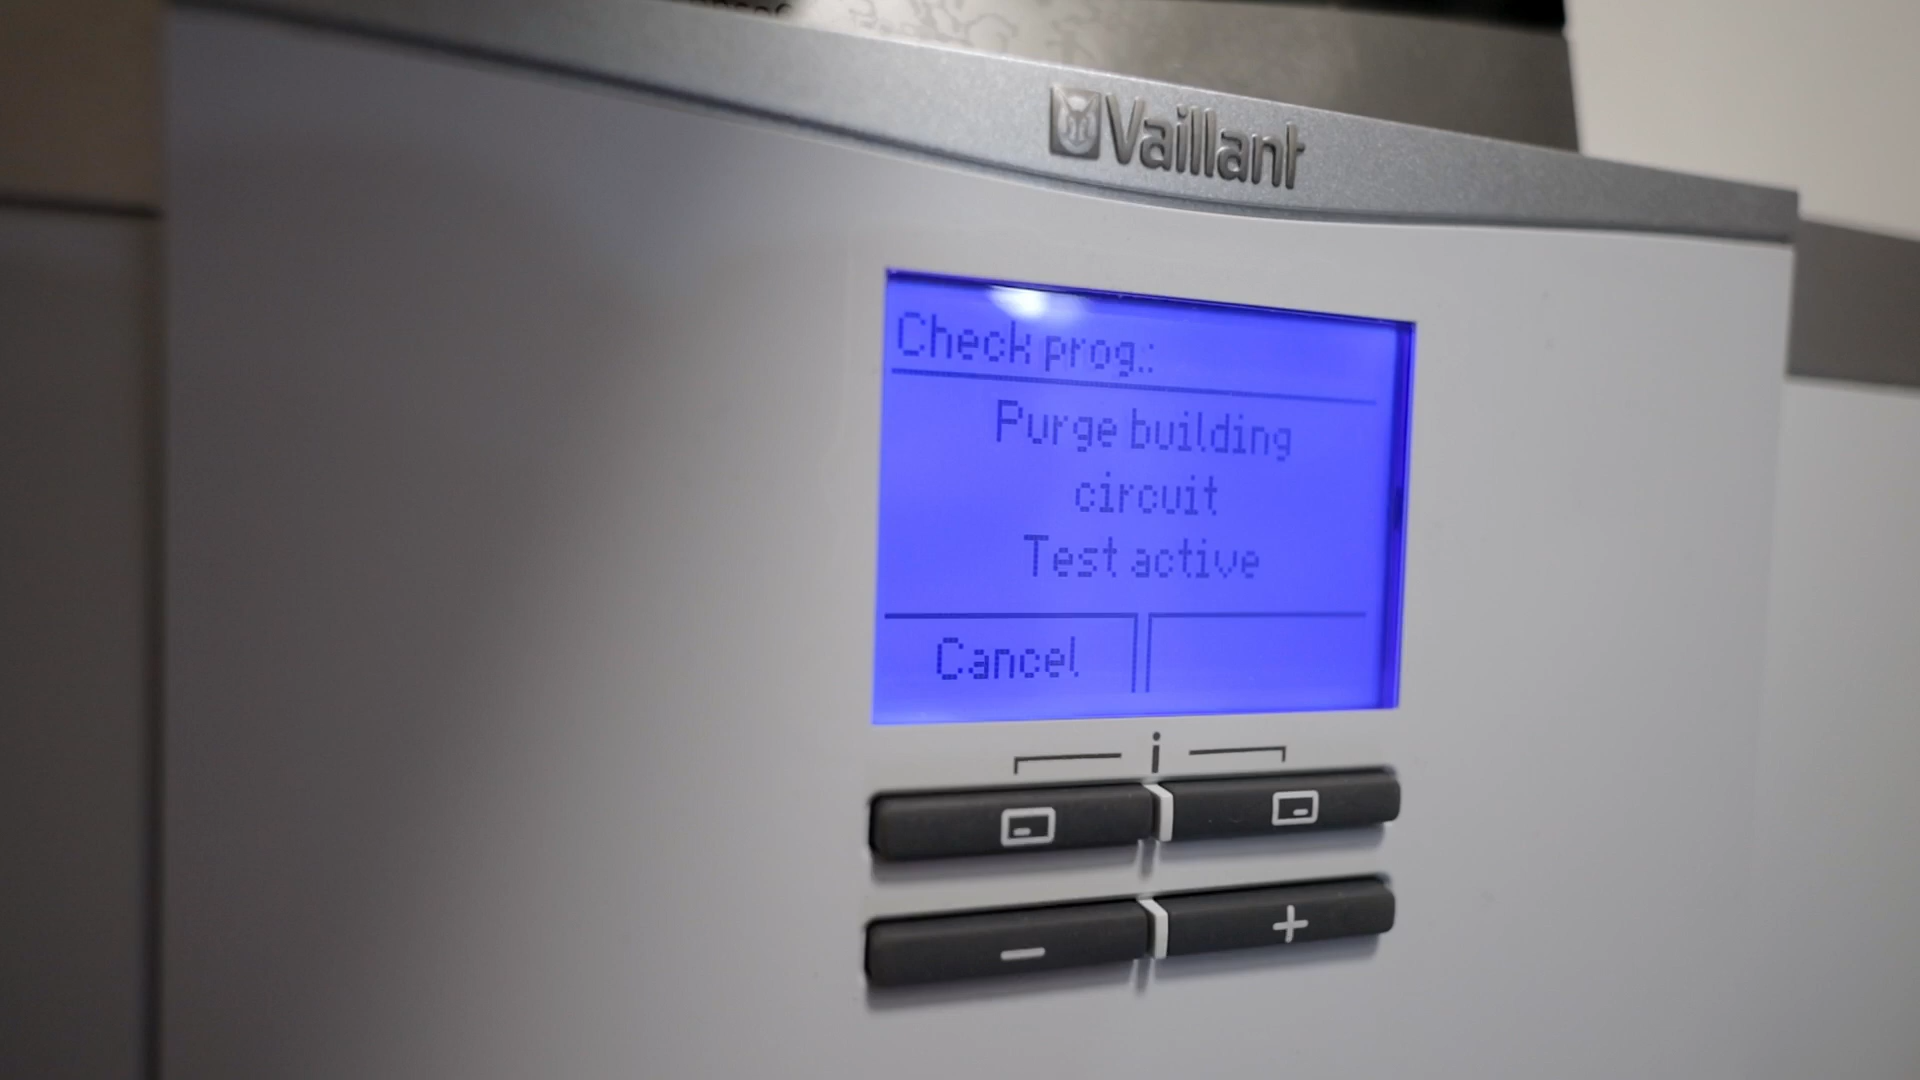 Vaillant
Check prog.:
Purge building
circuit
Test active
Cancel
i
−
+